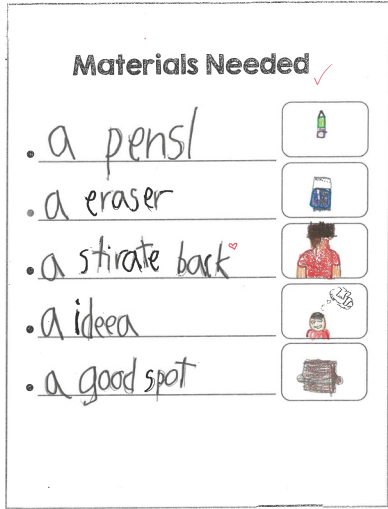 Materials Needed
a pensl
a eraser
a stirate back
a ideea
a good spot